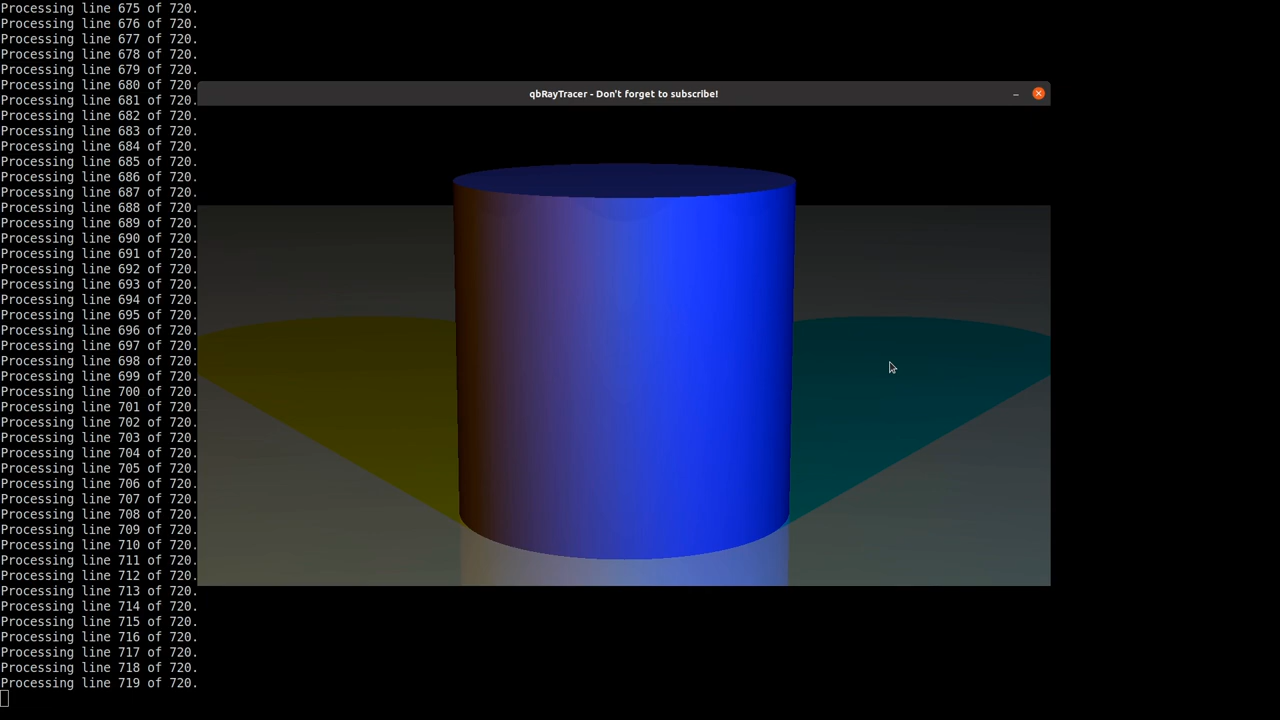 Processing line 675 of 720.
Processing line 676 of 720.
Processing line 677 of 720.
Processing line 678 of 720.
Processing line 679 of 720.
Processing line 680 of 720.
qbRayTracer - Don't forget to subscribe!
Processing line 681 of 720.
Processing line 682 of 720.
Processing line 683 of 720.
Processing line 684 of 720.
Processing line 685 of 720.
Processing line 686 of 720.
Processing line 687 of 720.
Processing line 688 of 720.
Processing line 689 of 720.
Processing line 690 of 720.
Processing line 691 of 720.
Processing line 692 of 720.
Processing line 693 of 720.
Processing line 694 of 720.
Processing line 695 of 720.
Processing line 696 of 720.
Processing line 697 of 720.
Processing line 698 of 720.
Processing line 699 of 720.
Processing line 700 of 720.
Processing line 701 of 720.
Processing line 702 of 720.
Processing line 703 of 720.
Processing line 704 of 720.
Processing line 705 of 720.
Processing line 706 of 720.
Processing line 707 of 720.
Processing line 708 of 720.
Processing line 709 of 720.
Processing line 710 of 720.
Processing line 711 of 720.
Processing line 712 of 720.
Processing line 713 of 720.
Processing line 714 of 720.
Processing line 715 of 720.
Processing line 716 of 720.
Processing line 717 of 720.
Processing line 718 of 720.
Processing line 719 of 720.